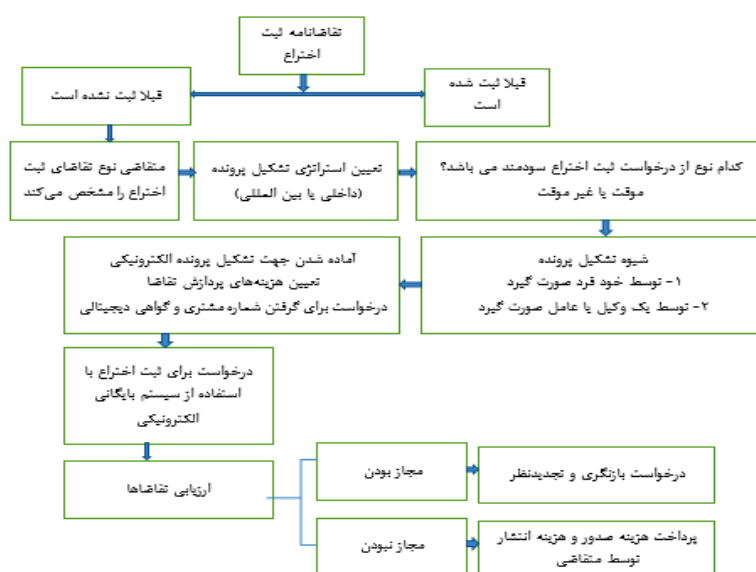 تقاضانامه ثبت
اختراع
قبلا ثبت نشده است
قبلا ثبت شده
است
متقاضی نوع تقاضای ثبت
اختراع را مشخص می‌کند
تعیین استراتژی تشکیل پرونده
(داخلی یا بین المللی)
کدام نوع از درخواست ثبت اختراع سودمند می باشد؟
موقت یا غیر موقت
شیوه تشکیل پرونده
۱- توسط خود قرد صورت گیرد
۲- توسط یک وکیل یا عامل صورت گیرد
آماده شدن جهت تشکیل پرونده الکترونیکی
تعیین هزینه‌های پردازش تقاضا
درخواست برای گرفتن شماره مشتری و گواهی دیجیتالی
درخواست برای ثبت اختراع با
استفاده از سیستم بایگانی
الکترونیکی
ارزیابی تقاضاها
مجاز بودن
درخواست بازنگری و تجدیدنظر
مجاز نبودن
پرداخت هزینه صدور و هزینه انتشار
توسط متقاضی